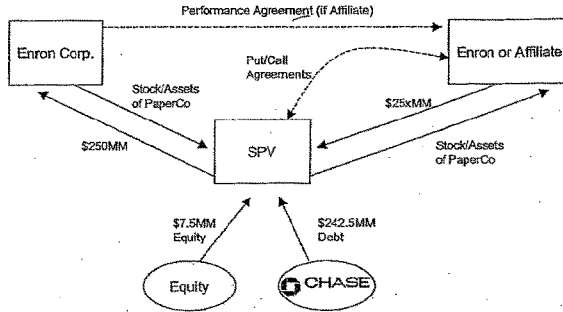 Performance Agreement (if Affiliate)
Enron Corp.
Enron or Affiliate
Put/Call
Agreements
Stock/Assets
of PaperCo
$25xMM
$250MM
SPV
Stock/Assets
of PaperCo
$7.5MM
Equity
$242.5MM
Debt
Equity
CHASE